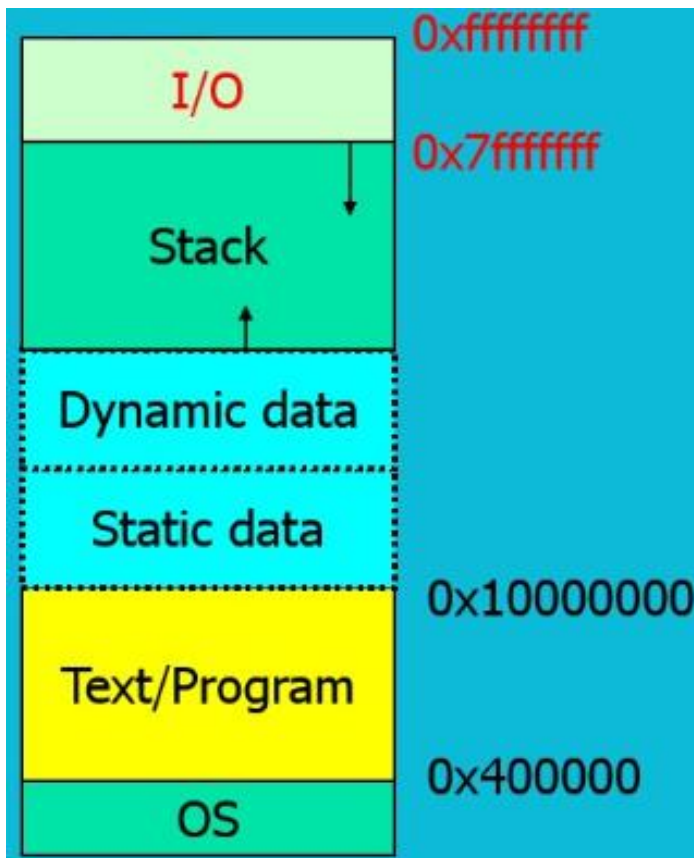 0xffffffff
I/O
0x7fffffff
Stack
Dynamic data
Static data
0x10000000
Text/Program
0x400000
OS